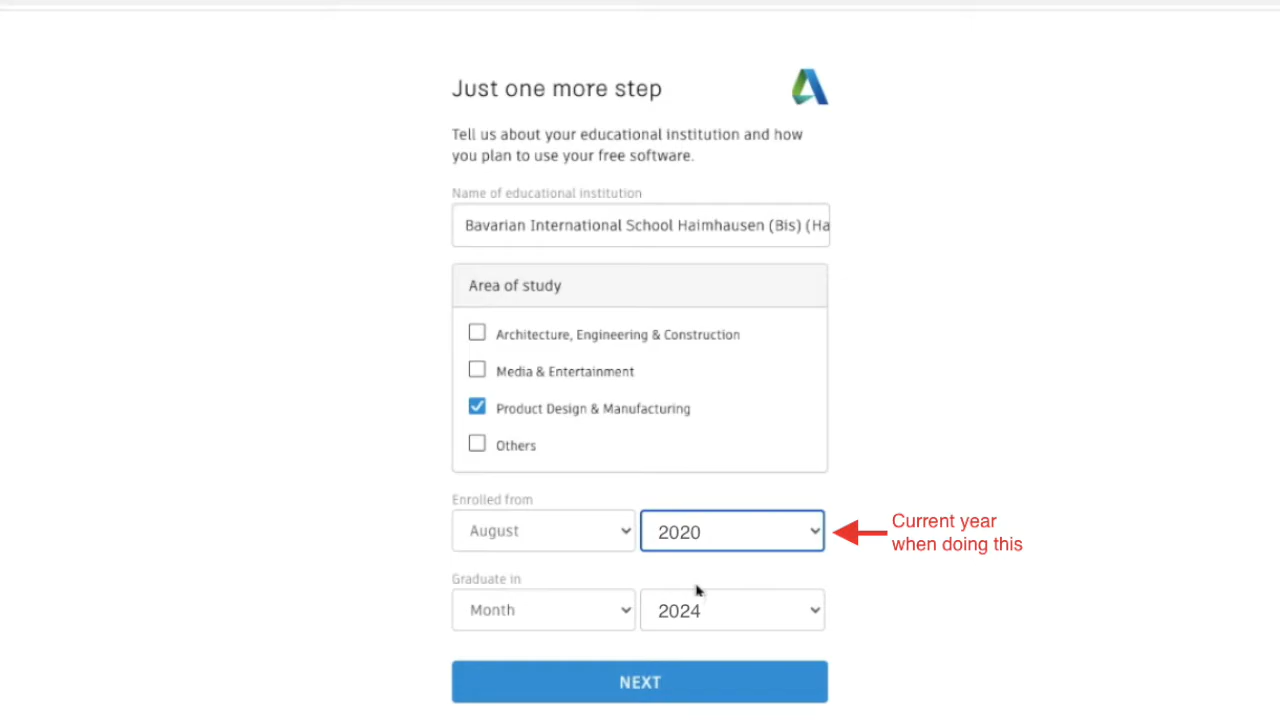 Just one more step
Tell us about your educational institution and how
you plan to use your free software.
Name of educational institution
Bavarian International School Haimhausen (Bis) (Ha
Area of study
Architecture, Engineering & Construction
Media & Entertainment
Product Design & Manufacturing
Others
Enrolled from
August
2020
Current year
when doing this
Graduate in
Month
2024
NEXT